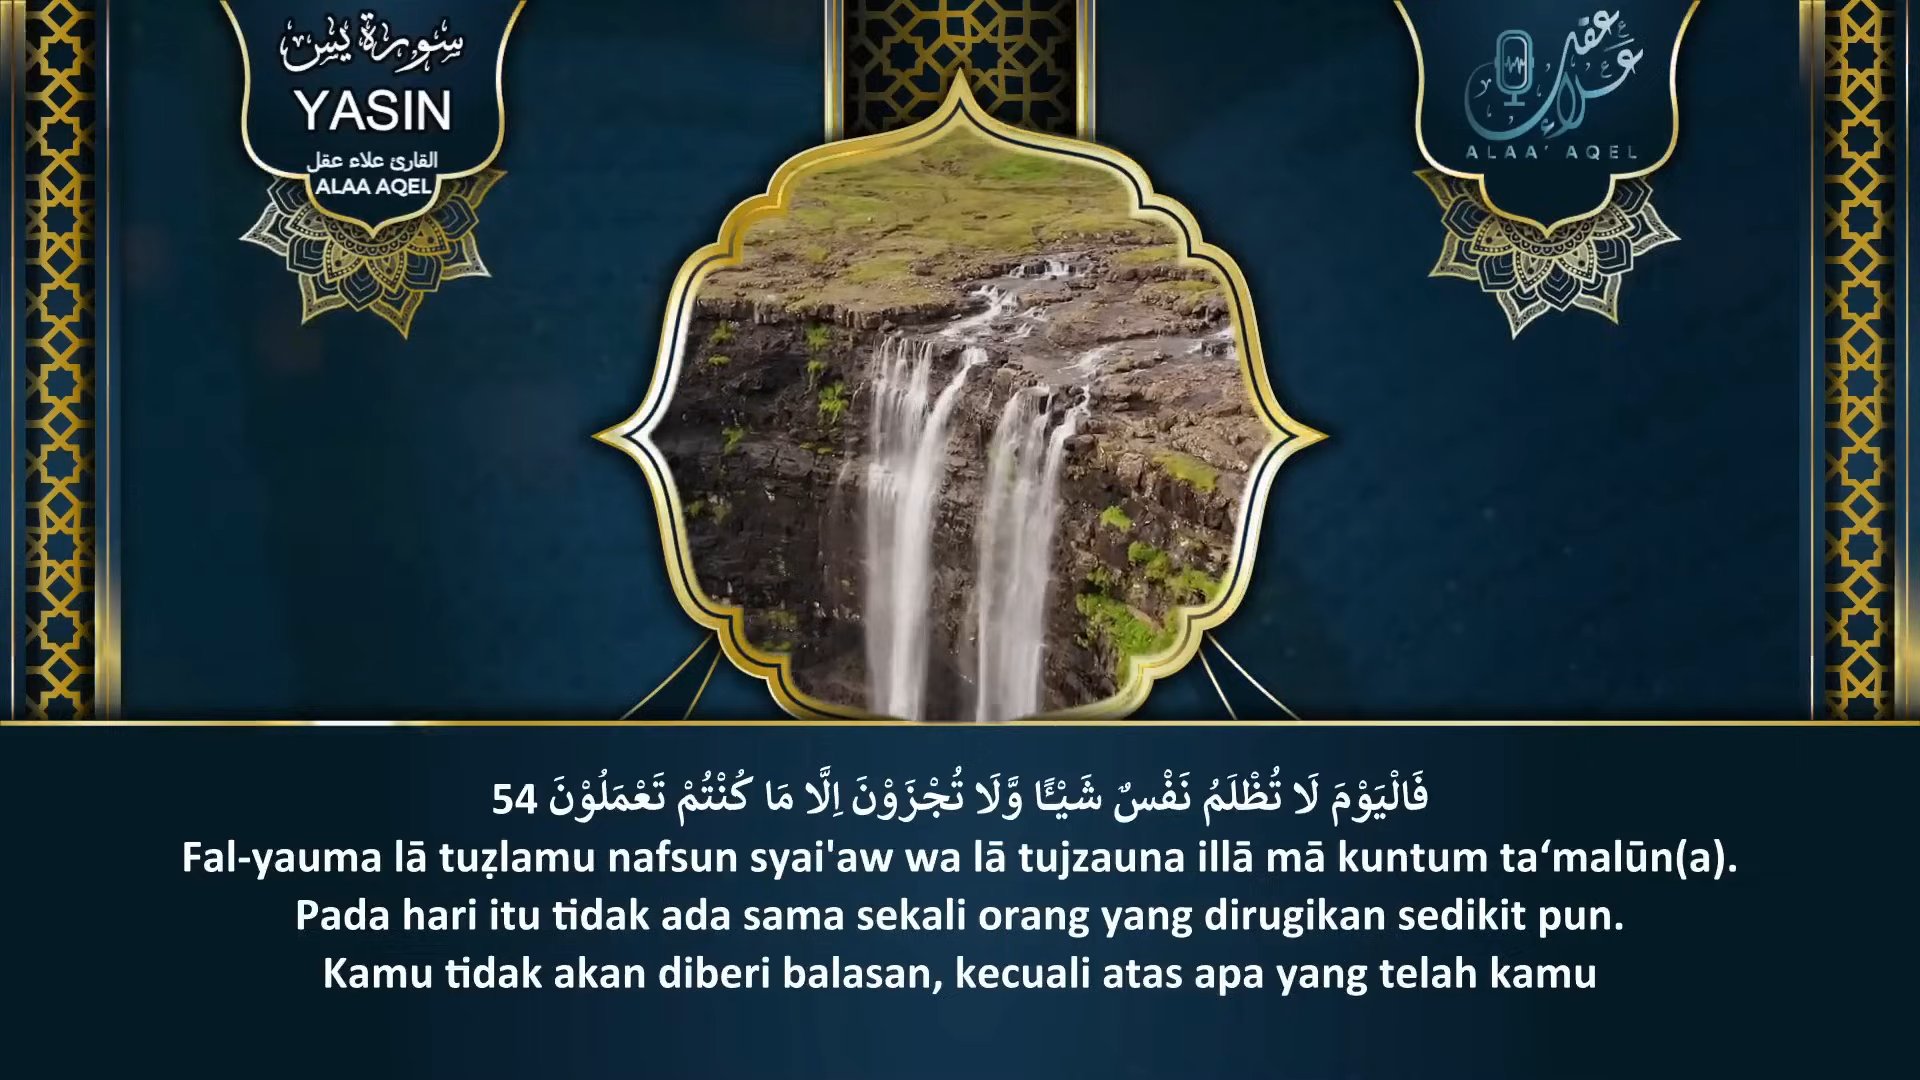 سورة يس
YASIN
القارئ علاء عقل
ALAA AQEL
علاء عقل
ALAA' AQEL
فَالْيَوْمَ لَا تُظْلَمُ نَفْسٌ شَيْـًٔا وَّلَا تُجْزَوْنَ اِلَّا مَا كُنْتُمْ تَعْمَلُوْنَ 54
Fal-yauma lā tuẓlamu nafsun syai'aw wa lā tujzauna illā mā kuntum ta‘malūn(a).
Pada hari itu tidak ada sama sekali orang yang dirugikan sedikit pun.
Kamu tidak akan diberi balasan, kecuali atas apa yang telah kamu